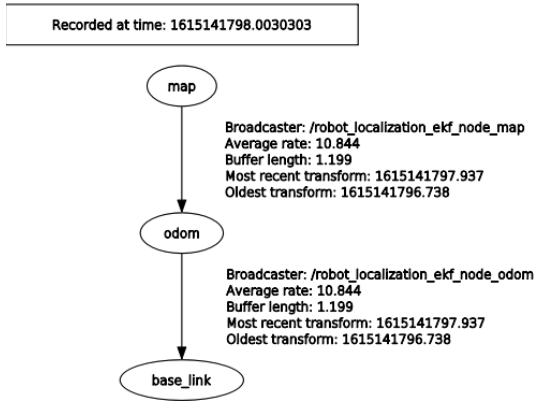 Recorded at time: 1615141798.0030303
map
Broadcaster: /robot_localization_ekf_node_map
Average rate: 10.844
Buffer length: 1.199
Most recent transform: 1615141797.937
Oldest transform: 1615141796.738
odom
Broadcaster: /robot_localization_ekf_node_odom
Average rate: 10.844
Buffer length: 1.199
Most recent transform: 1615141797.937
Oldest transform: 1615141796.738
base_link